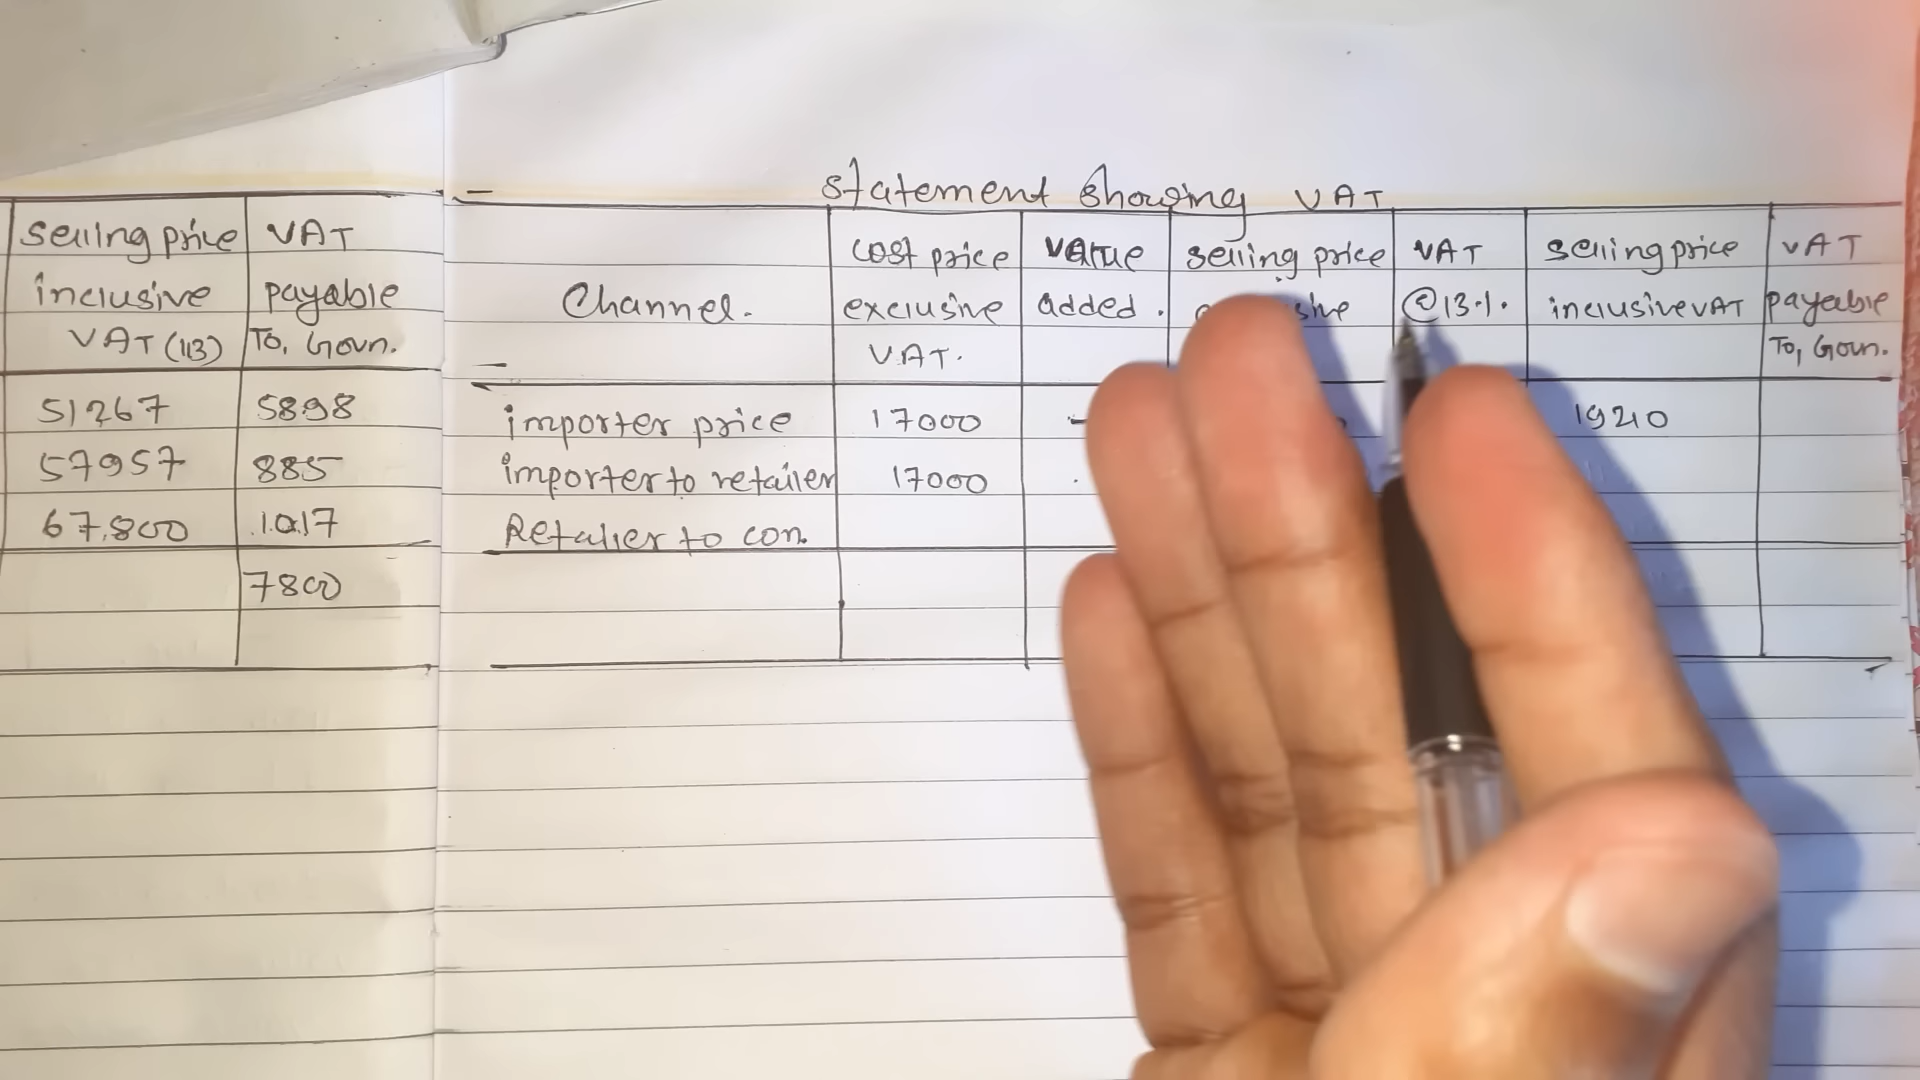 selling price VAT
inclusive payable
VAT (113) To, Govn.
51267 5898
57957 885
67,800 1017
7800
statement showing VAT
cost price value selling price VAT selling price VAT
Channel. exclusive added. @13%. inclusive VAT payable
VAT. To, Govn.
importer price 17000 - 19210
importer to retailer 17000
Retalier to con.